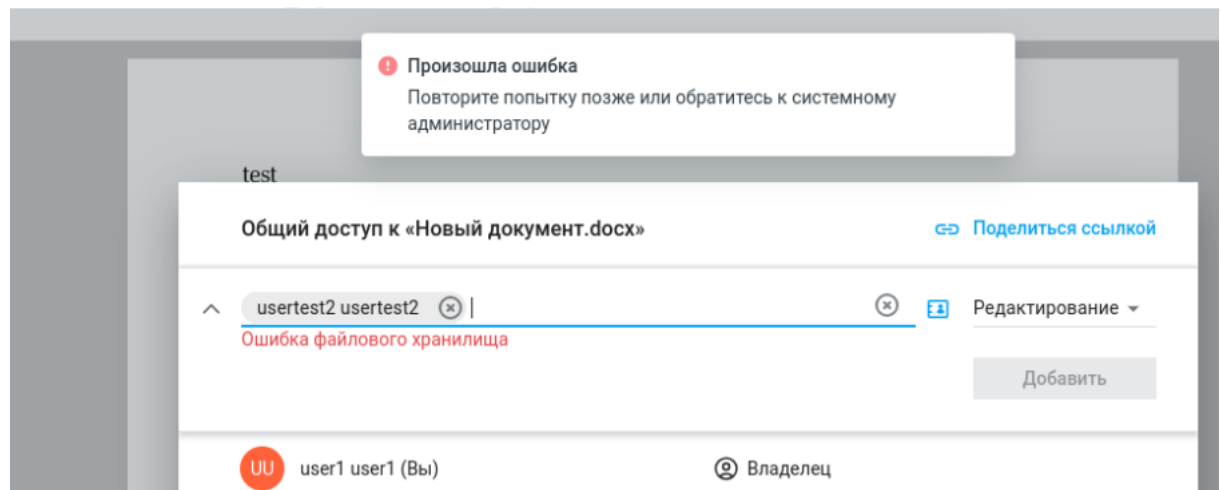 Произошла ошибка
Повторите попытку позже или обратитесь к системному
администратору
test
Общий доступ к «Новый документ.docx»
Поделиться ссылкой
usertest2 usertest2
Редактирование
Ошибка файлового хранилища
Добавить
UU
user1 user1 (Вы)
Владелец